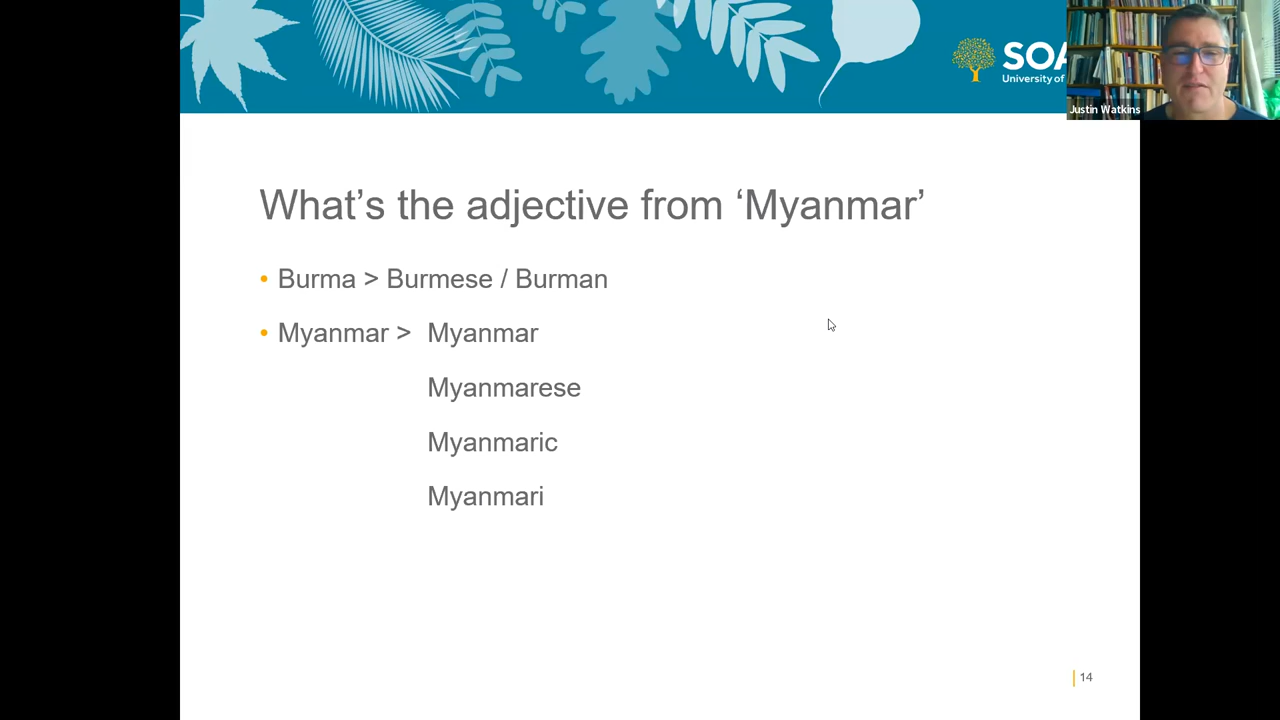 SOA
University of
Justin Watkins
What's the adjective from ‘Myanmar’
• Burma > Burmese / Burman
• Myanmar > Myanmar
Myanmarese
Myanmaric
Myanmari
14